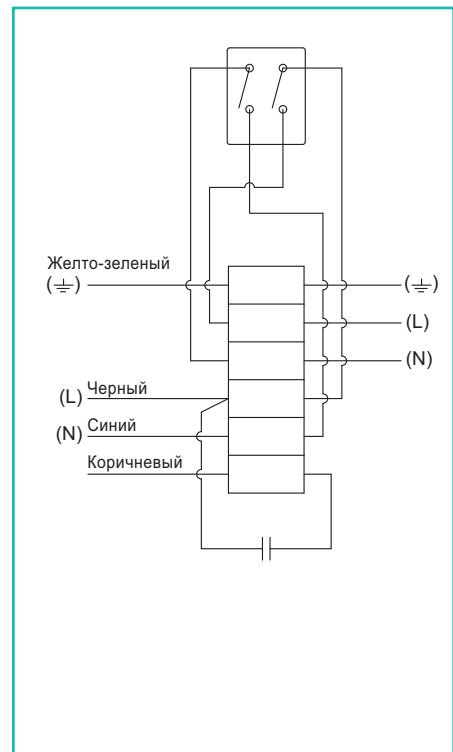 Желто-зеленый
(⏚) (⏚)
(L)
(N)
(L) Черный
(N) Синий
Коричневый